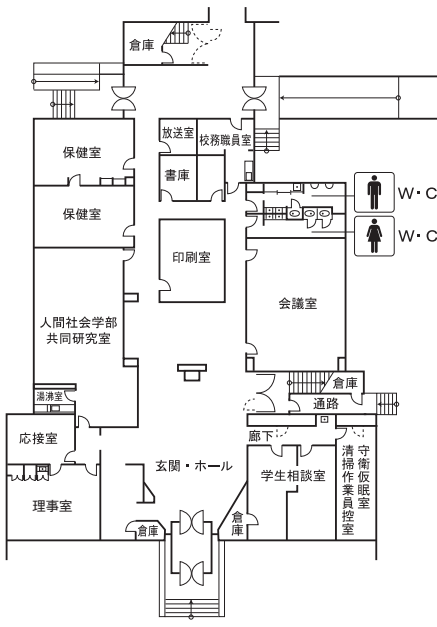 倉庫
放送室
校務職員室
保健室
書庫
W・C
保健室
W・C
印刷室
会議室
人間社会学部
共同研究室
倉庫
湯沸室
通路
応接室
廊下
玄関・ホール
学生相談室
守衛仮眠室
清掃作業員控室
理事室
倉庫
倉庫